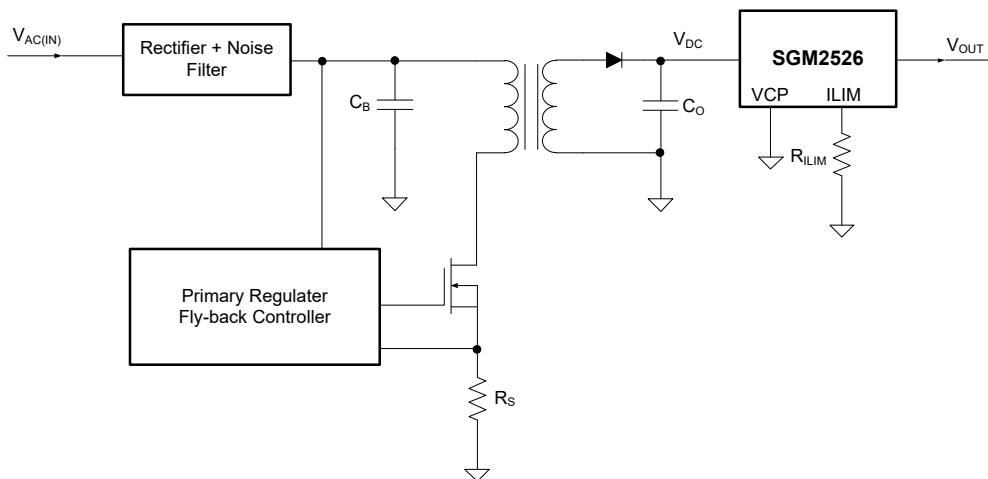 V_AC(IN)
Rectifier + Noise
Filter
C_B
V_DC
C_O
SGM2526
VCP ILIM
V_OUT
R_ILIM
Primary Regulater
Fly-back Controller
R_S